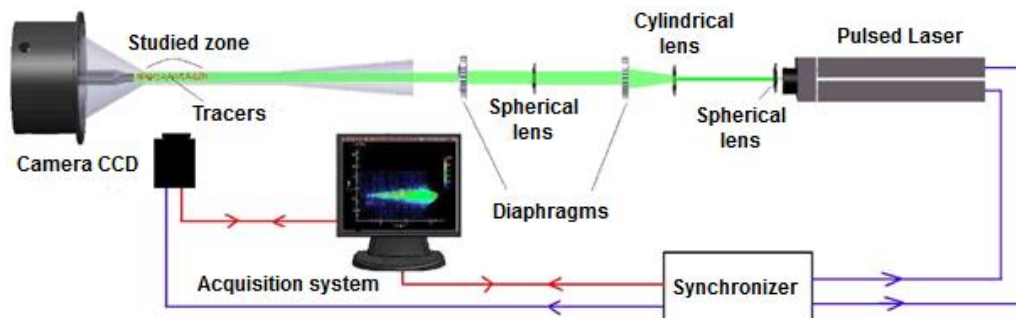 Studied zone
Tracers
Camera CCD
Cylindrical
lens
Pulsed Laser
Spherical
lens
Spherical
lens
Diaphragms
Acquisition system
Synchronizer